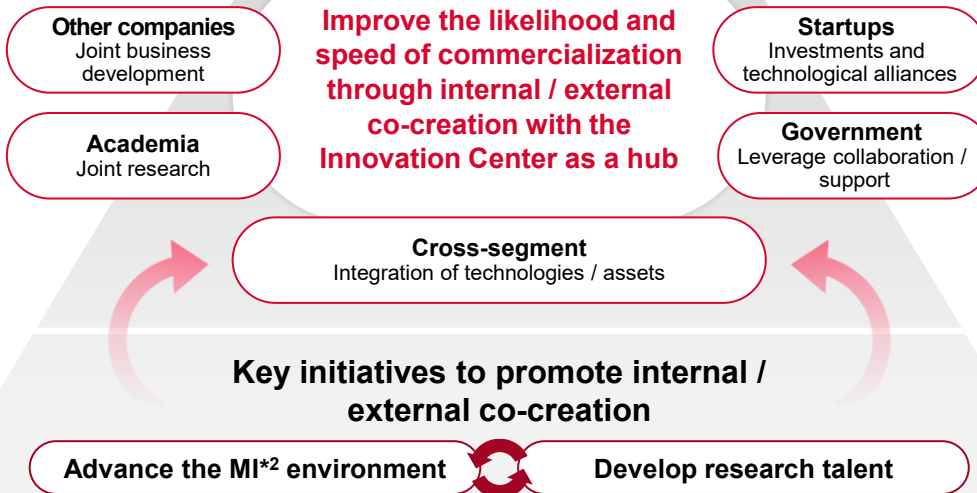 Other companies
Joint business
development
Academia
Joint research
Improve the likelihood and
speed of commercialization
through internal / external
co-creation with the
Innovation Center as a hub
Startups
Investments and
technological alliances
Government
Leverage collaboration /
support
Cross-segment
Integration of technologies / assets
Key initiatives to promote internal /
external co-creation
Advance the MI*2 environment
Develop research talent